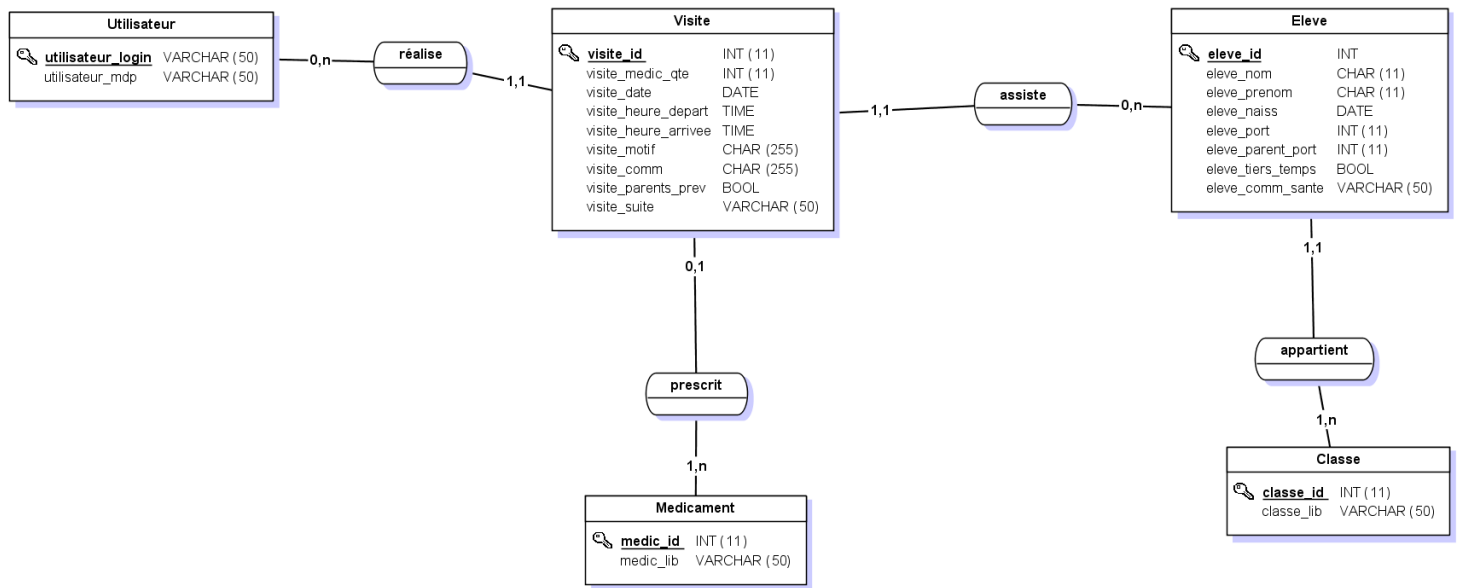 Utilisateur
utilisateur_login VARCHAR (50)
utilisateur_mdp VARCHAR (50)
0,n
réalise
1,1
Visite
visite_id INT (11)
visite_medic_qte INT (11)
visite_date DATE
visite_heure_depart TIME
visite_heure_arrivee TIME
visite_motif CHAR (255)
visite_comm CHAR (255)
visite_parents_prev BOOL
visite_suite VARCHAR (50)
1,1
assiste
0,n
Eleve
eleve_id INT
eleve_nom CHAR (11)
eleve_prenom CHAR (11)
eleve_naiss DATE
eleve_port INT (11)
eleve_parent_port INT (11)
eleve_tiers_temps BOOL
eleve_comm_sante VARCHAR (50)
0,1
prescrit
1,n
Medicament
medic_id INT (11)
medic_lib VARCHAR (50)
1,1
appartient
1,n
Classe
classe_id INT (11)
classe_lib VARCHAR (50)